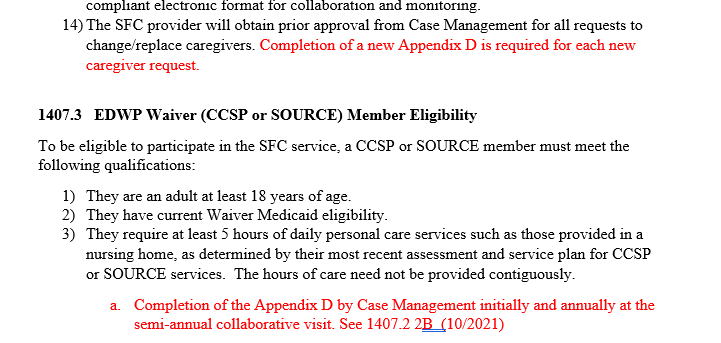 compliant electronic format for collaboration and monitoring.
14) The SFC provider will obtain prior approval from Case Management for all requests to
change/replace caregivers. Completion of a new Appendix D is required for each new
caregiver request.
1407.3 EDWP Waiver (CCSP or SOURCE) Member Eligibility
To be eligible to participate in the SFC service, a CCSP or SOURCE member must meet the
following qualifications:
1) They are an adult at least 18 years of age.
2) They have current Waiver Medicaid eligibility.
3) They require at least 5 hours of daily personal care services such as those provided in a
nursing home, as determined by their most recent assessment and service plan for CCSP
or SOURCE services. The hours of care need not be provided contiguously.
a. Completion of the Appendix D by Case Management initially and annually at the
semi-annual collaborative visit. See 1407.2 2B (10/2021)